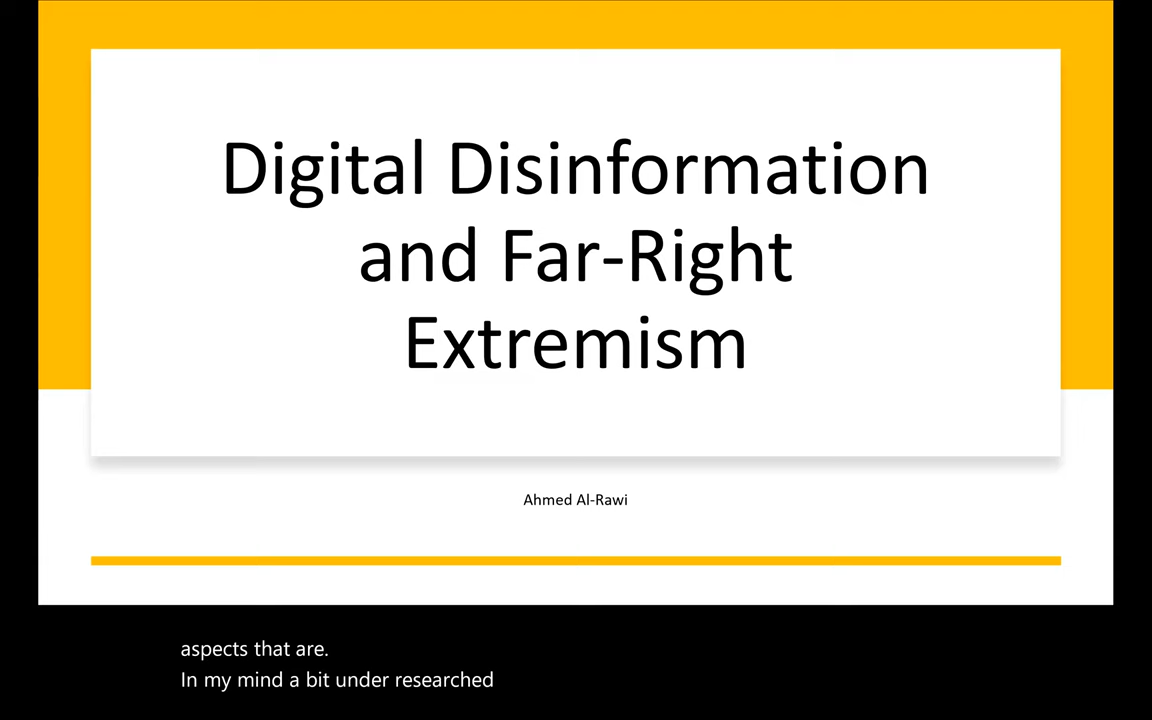 Digital Disinformation
and Far-Right
Extremism
Ahmed Al-Rawi
aspects that are.
In my mind a bit under researched